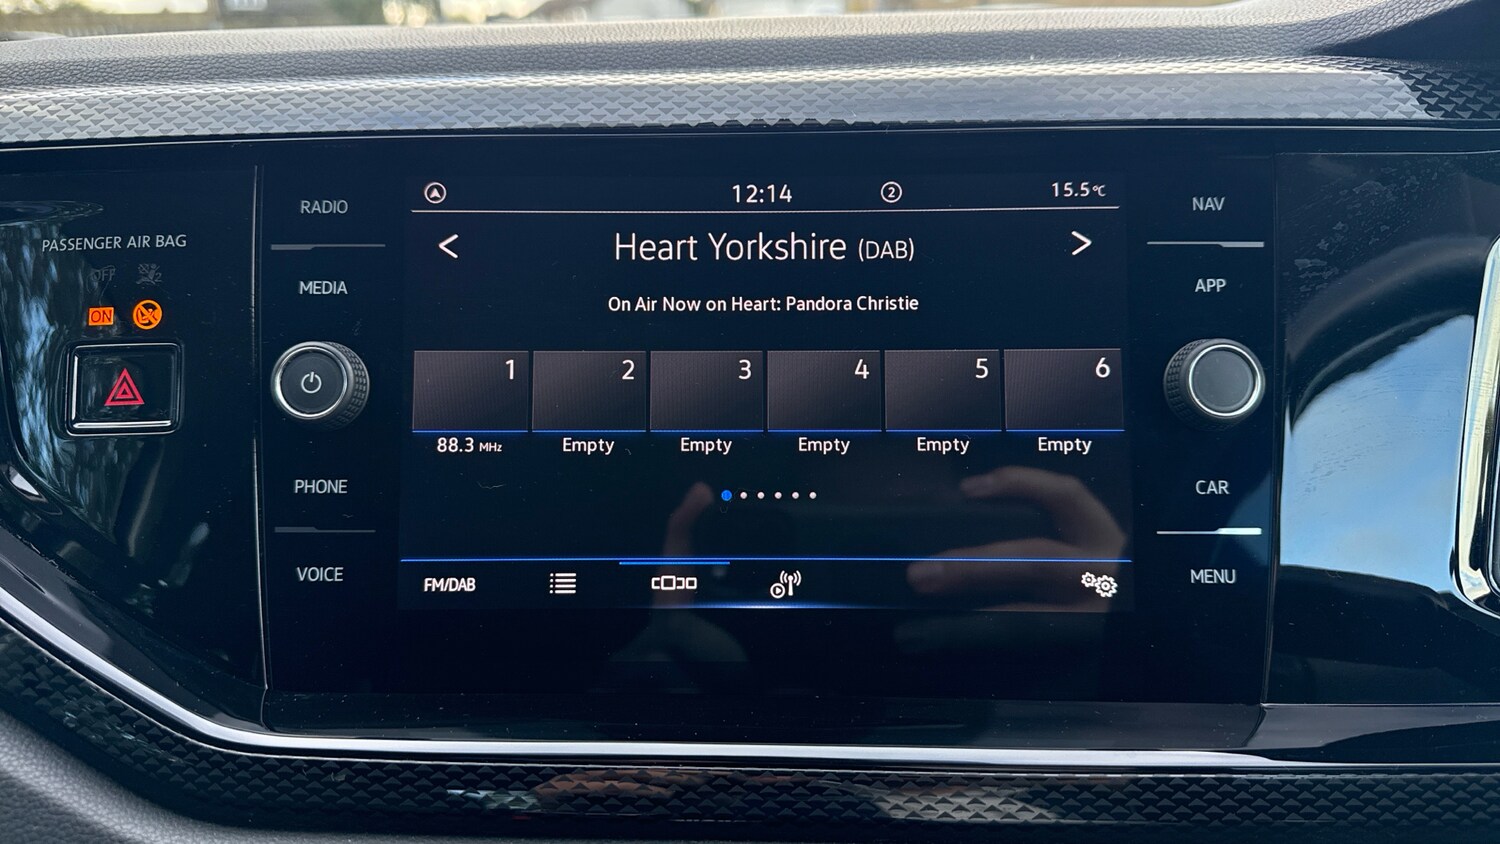 PASSENGER AIR BAG
OFF
2
ON
RADIO
MEDIA
PHONE
VOICE
12:14
2
15.5°C
< Heart Yorkshire (DAB) >
On Air Now on Heart: Pandora Christie
1 2 3 4 5 6
88.3 MHz Empty Empty Empty Empty Empty
FM/DAB
NAV
APP
CAR
MENU